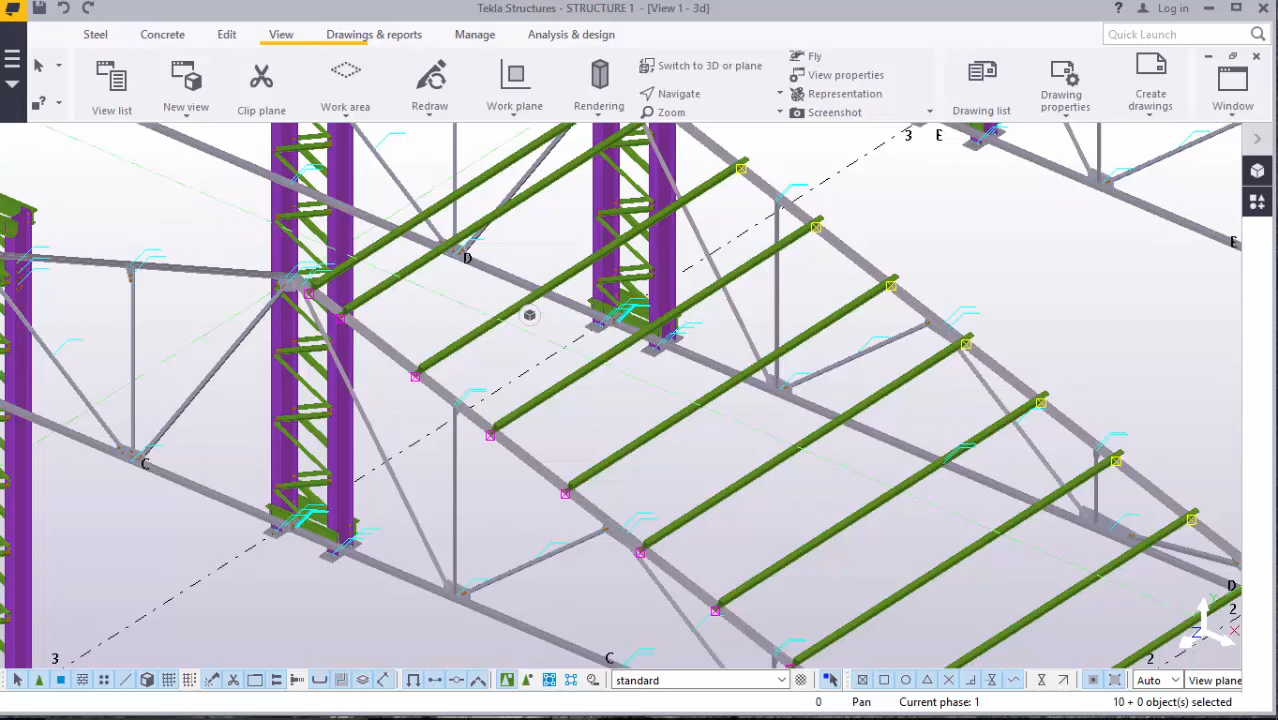 Tekla Structures - STRUCTURE 1 - [View 1 - 3d]
? Log in
Steel Concrete Edit View Drawings & reports Manage Analysis & design
Quick Launch
View list
New view
Clip plane
Work area
Redraw
Work plane
Rendering
Switch to 3D or plane
Navigate
Zoom
Fly
View properties
Representation
Screenshot
Drawing list
Drawing properties
Create drawings
Window
3 E
D
E
C
D
2
3
C
2
Y
Z
standard
Auto
View plane
0 Pan Current phase: 1 10 + 0 object(s) selected